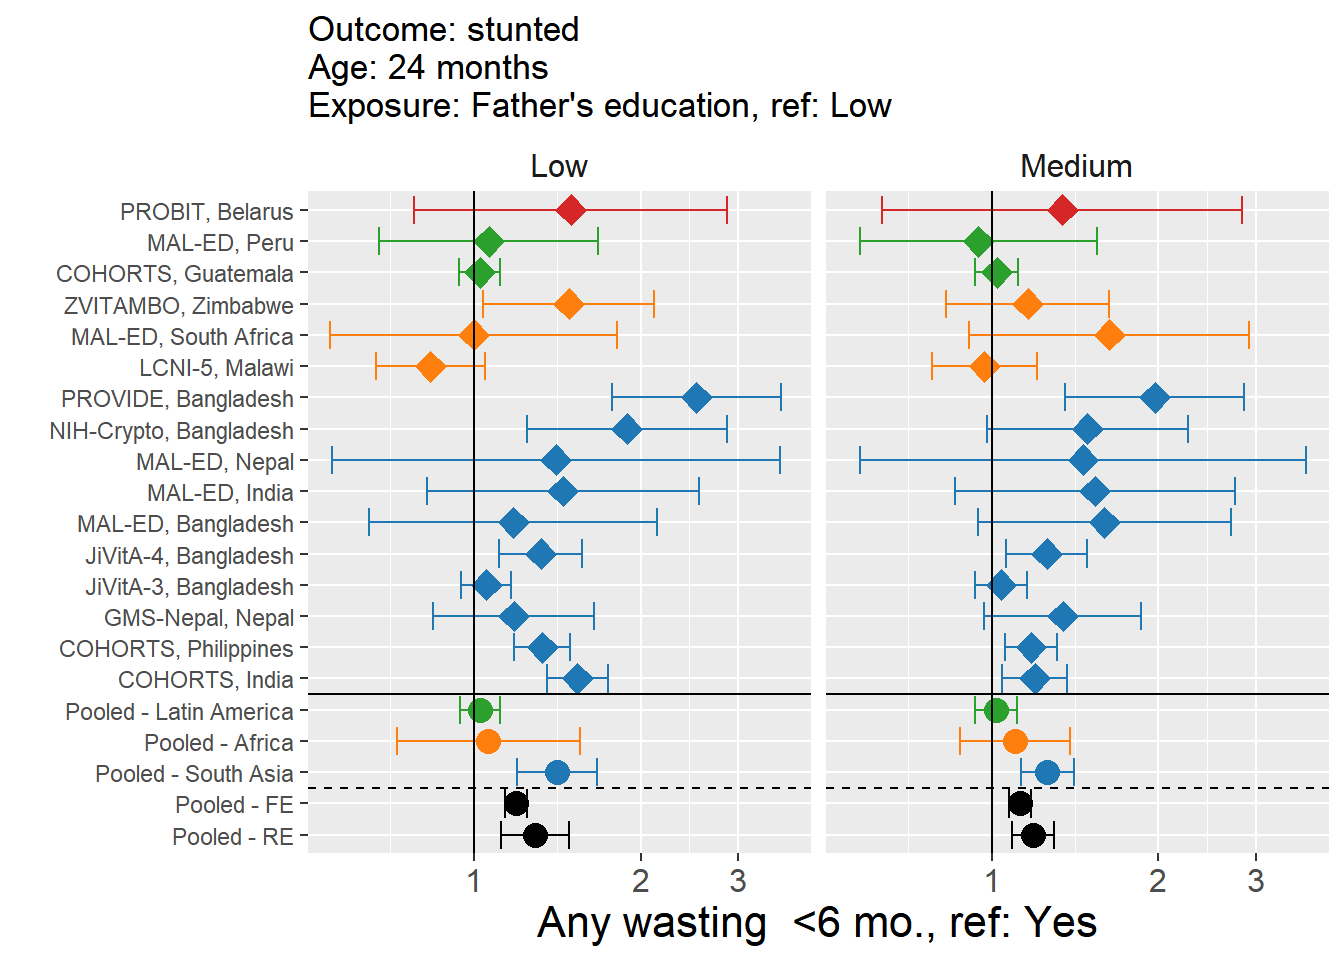 Outcome: stunted
Age: 24 months
Exposure: Father's education, ref: Low
Low
Medium
PROBIT, Belarus
MAL-ED, Peru
COHORTS, Guatemala
ZVITAMBO, Zimbabwe
MAL-ED, South Africa
LCNI-5, Malawi
PROVIDE, Bangladesh
NIH-Crypto, Bangladesh
MAL-ED, Nepal
MAL-ED, India
MAL-ED, Bangladesh
JiVitA-4, Bangladesh
JiVitA-3, Bangladesh
GMS-Nepal, Nepal
COHORTS, Philippines
COHORTS, India
Pooled - Latin America
Pooled - Africa
Pooled - South Asia
Pooled - FE
Pooled - RE
1 2 3
1 2 3
Any wasting  <6 mo., ref: Yes